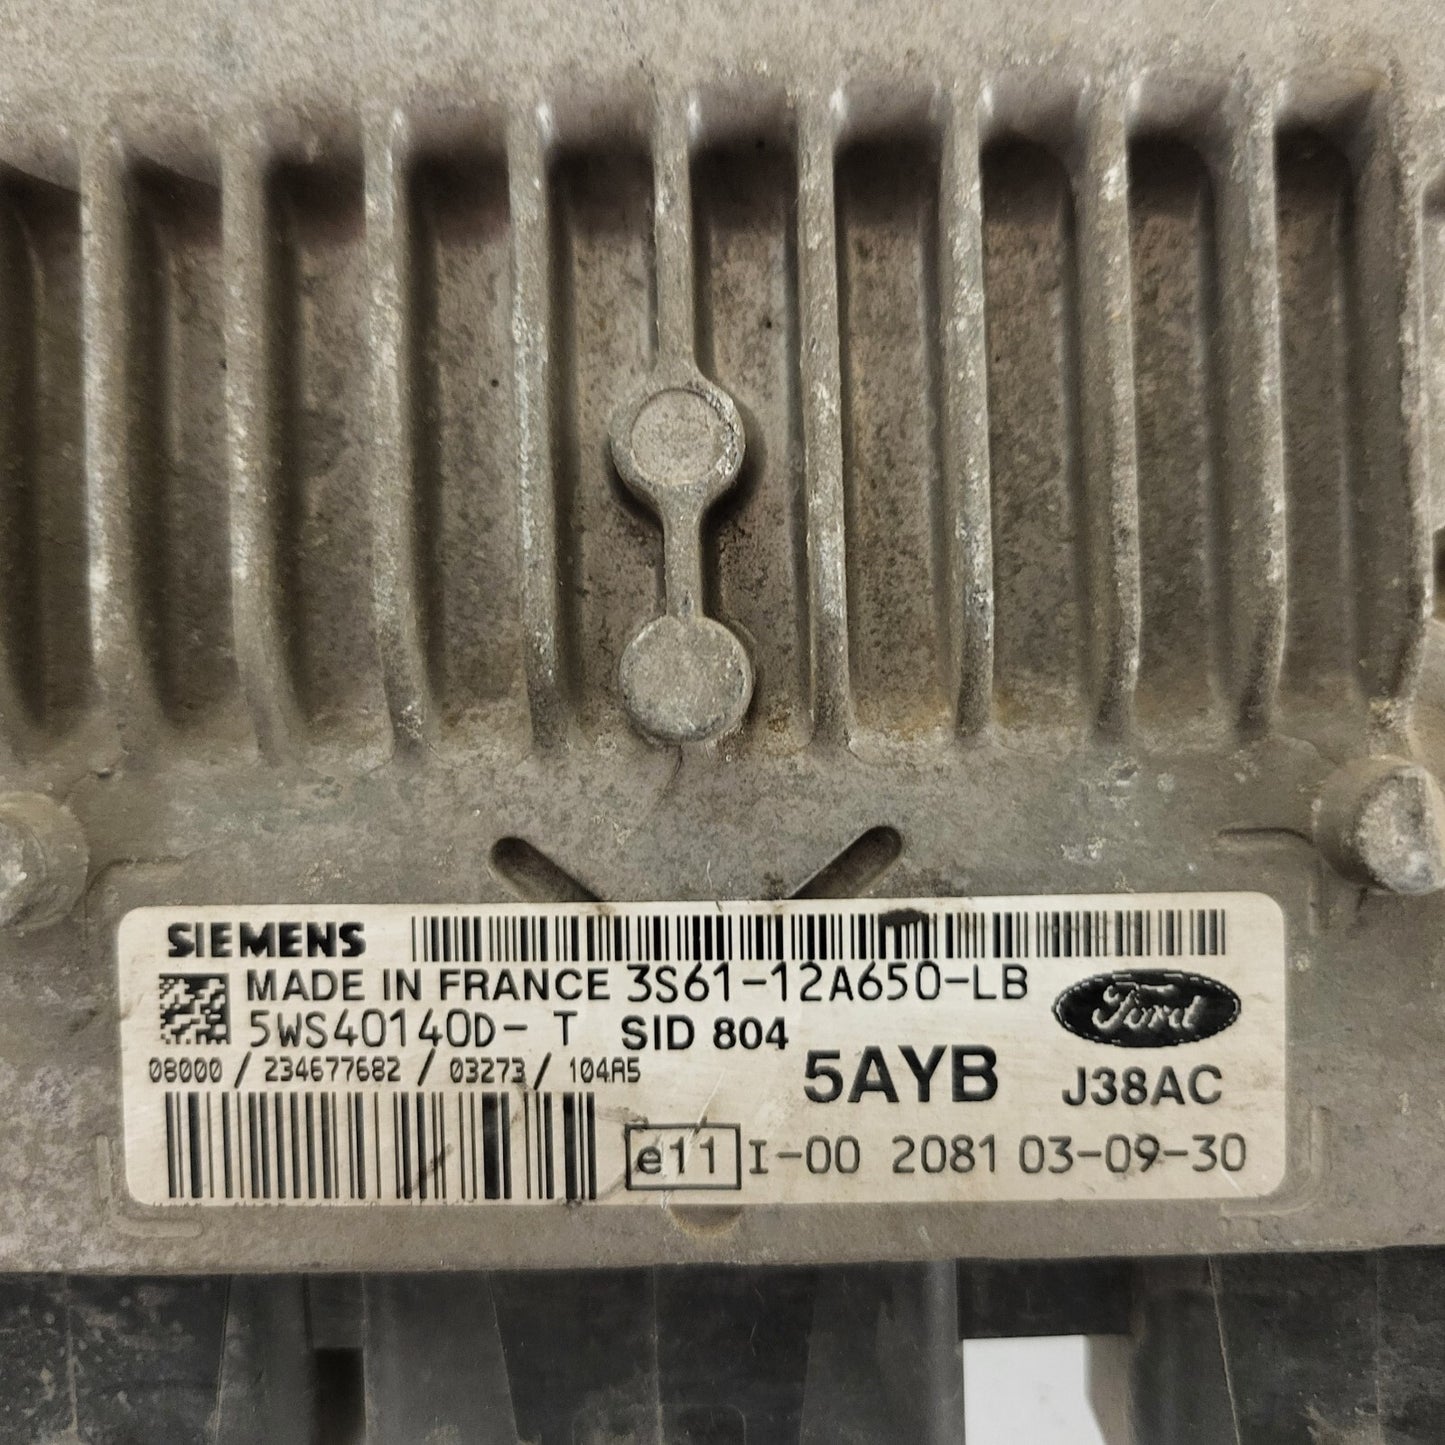 SIEMENS
MADE IN FRANCE 3S61-12A650-LB
Ford
5WS40140D- T SID 804
08000 / 234677682 / 03273 / 104A5
5AYB J38AC
e11 I-00 2081 03-09-30